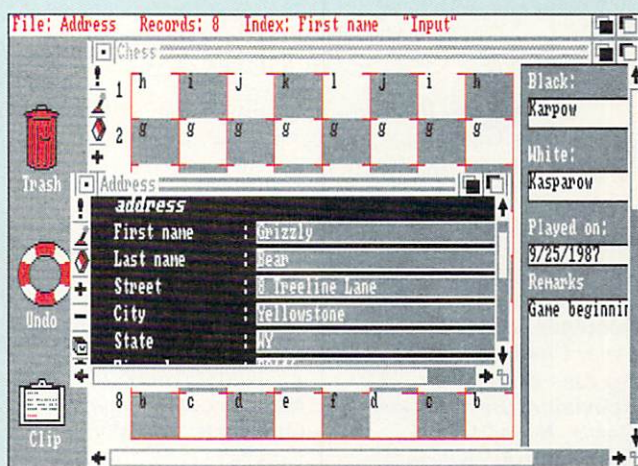 File: Address Records: 8 Index: First name "Input"
Chess
1 h i j k l j i h
2 g g g g g g g g
Black:
Karpow
White:
Kasparow
Played on:
9/25/1987
Remarks
Game beginnin
Trash
Undo
Clip
Address
address
First name : Grizzly
Last name : Bear
Street : 8 Treeline Lane
City : Yellowstone
State : WY
8 b c d e f d c b